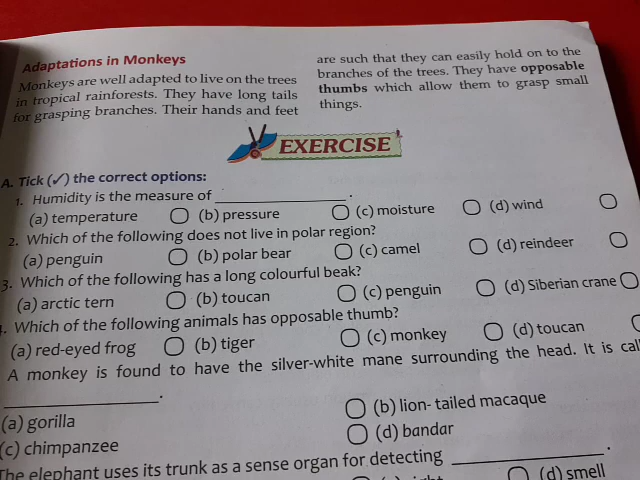 Adaptations in Monkeys
Monkeys are well adapted to live on the trees
in tropical rainforests. They have long tails
for grasping branches. Their hands and feet
are such that they can easily hold on to the
branches of the trees. They have opposable
thumbs which allow them to grasp small
things.
EXERCISE
A. Tick (✓) the correct options:
1. Humidity is the measure of ____________.
(a) temperature (b) pressure (c) moisture (d) wind
2. Which of the following does not live in polar region?
(a) penguin (b) polar bear (c) camel (d) reindeer
3. Which of the following has a long colourful beak?
(a) arctic tern (b) toucan (c) penguin (d) Siberian crane
. Which of the following animals has opposable thumb?
(a) red-eyed frog (b) tiger (c) monkey (d) toucan
A monkey is found to have the silver-white mane surrounding the head. It is cal
____________.
(a) gorilla (b) lion- tailed macaque
(c) chimpanzee (d) bandar
The elephant uses its trunk as a sense organ for detecting ____________.
(d) smell